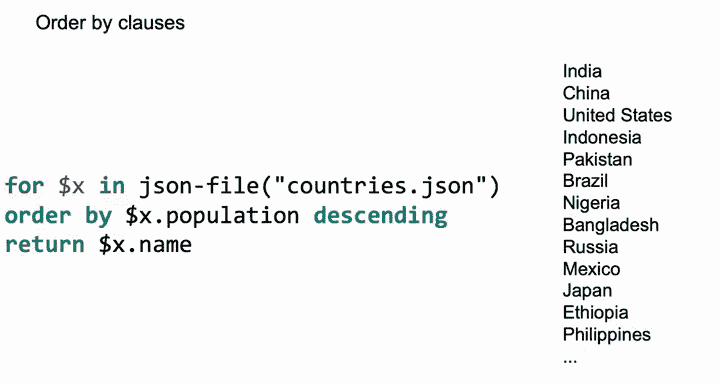 Order by clauses
for $x in json-file("countries.json")
order by $x.population descending
return $x.name
India
China
United States
Indonesia
Pakistan
Brazil
Nigeria
Bangladesh
Russia
Mexico
Japan
Ethiopia
Philippines
...